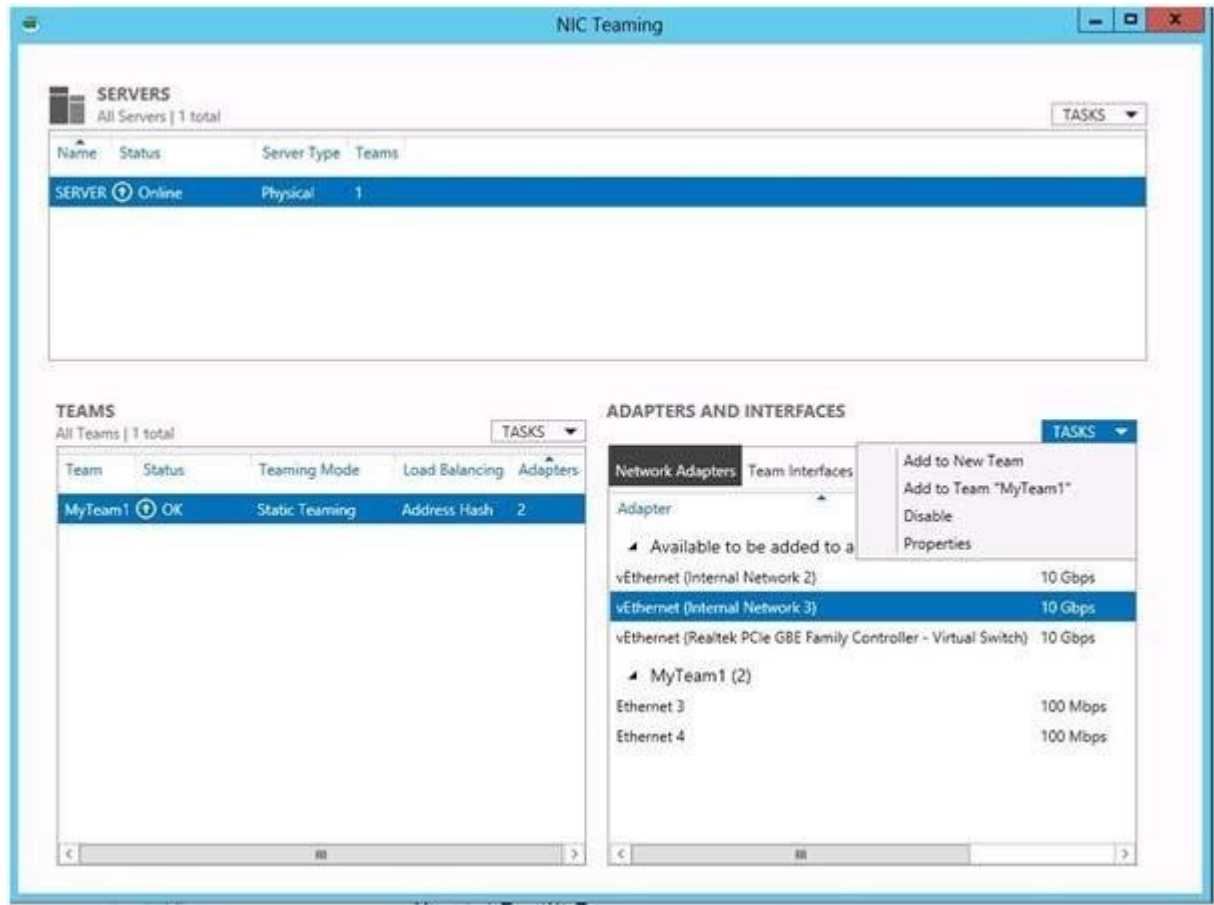 NIC Teaming
SERVERS
All Servers | 1 total
TASKS
Name Status Server Type Teams
SERVER Online Physical 1
TEAMS
All Teams | 1 total
TASKS
Team Status Teaming Mode Load Balancing Adapters
MyTeam1 OK Static Teaming Address Hash 2
ADAPTERS AND INTERFACES
TASKS
Add to New Team
Add to Team "MyTeam1"
Disable
Properties
Network Adapters Team Interfaces
Adapter
Available to be added to a
vEthernet (Internal Network 2) 10 Gbps
vEthernet (Internal Network 3) 10 Gbps
vEthernet (Realtek PCIe GBE Family Controller - Virtual Switch) 10 Gbps
MyTeam1 (2)
Ethernet 3 100 Mbps
Ethernet 4 100 Mbps